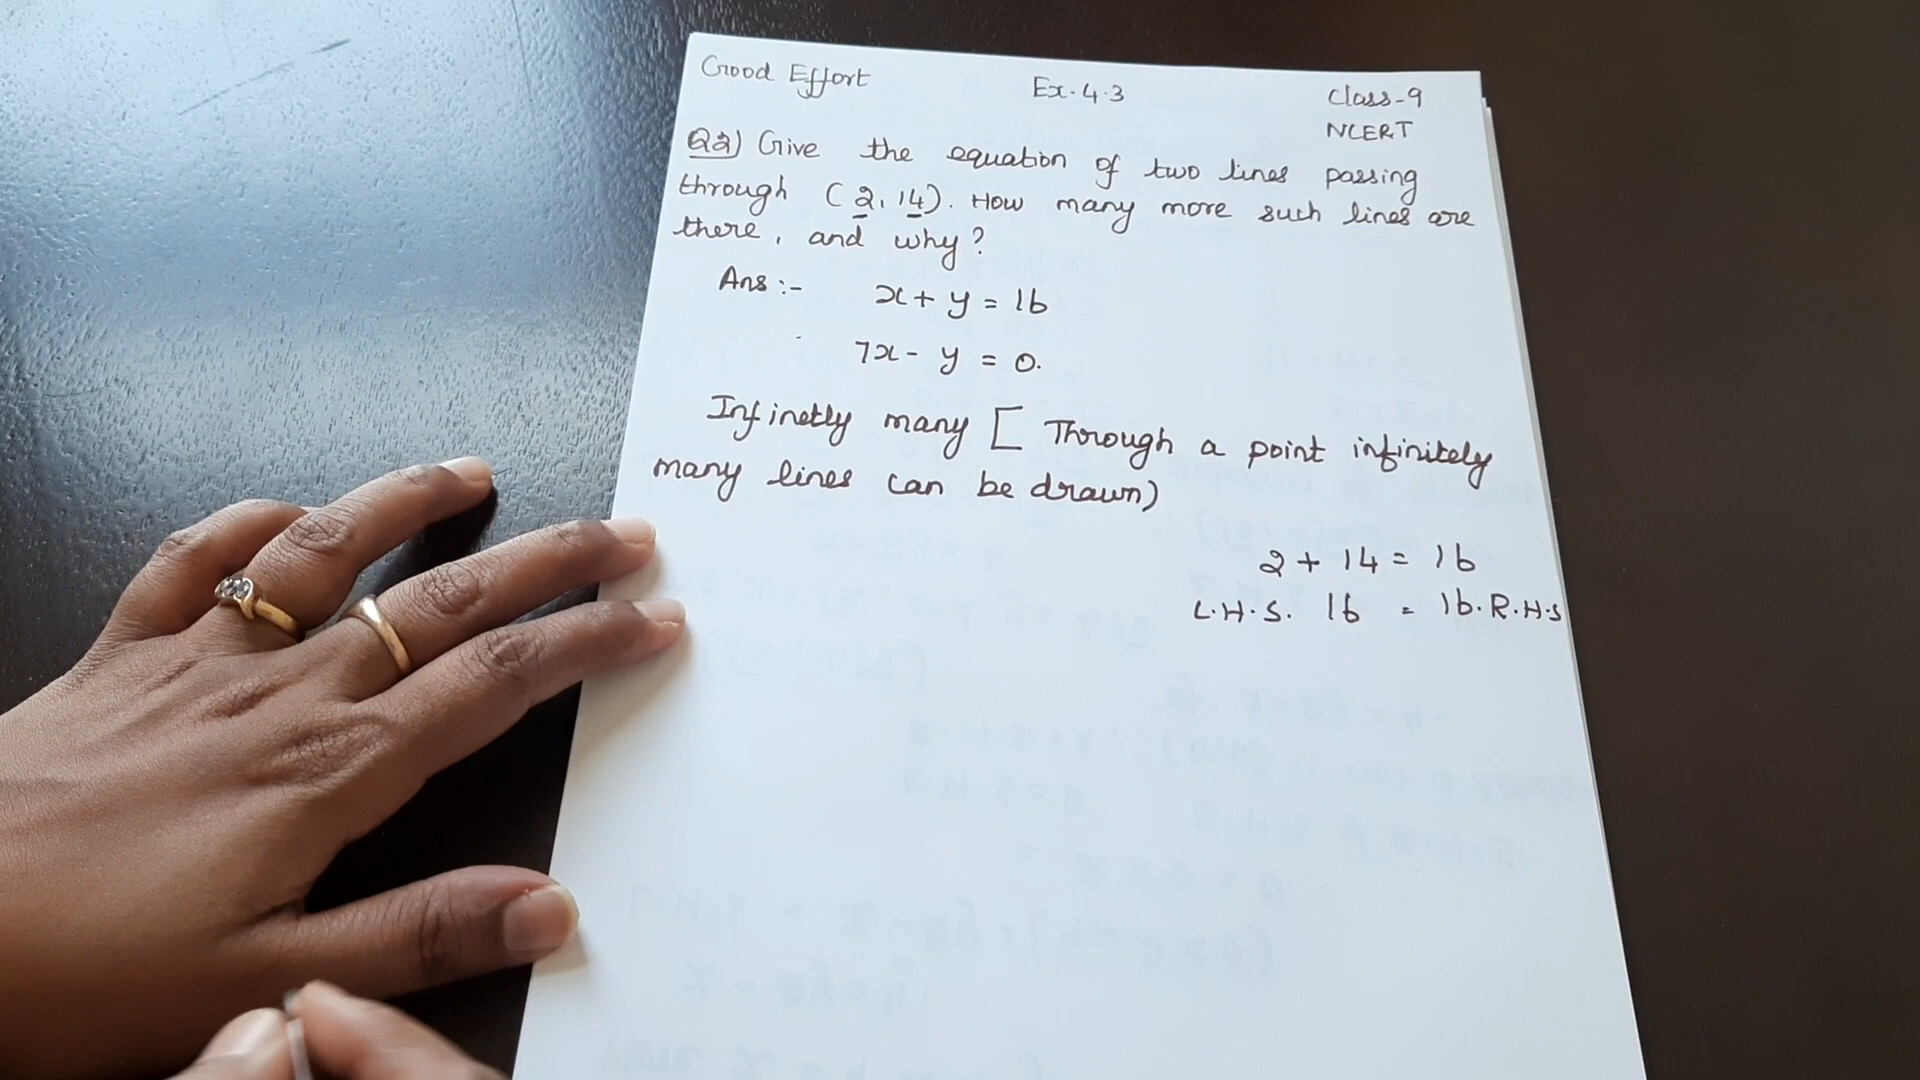 Good Effort Ex.4.3 Class-9
NCERT
Q2) Give the equation of two lines passing
through (2, 14). How many more such lines are
there, and why?
Ans :- x + y = 16
7x - y = 0.
Infinetly many [ Through a point infinitely
many lines can be drawn)
2 + 14 = 16
L.H.S. 16 = 16. R.H.S